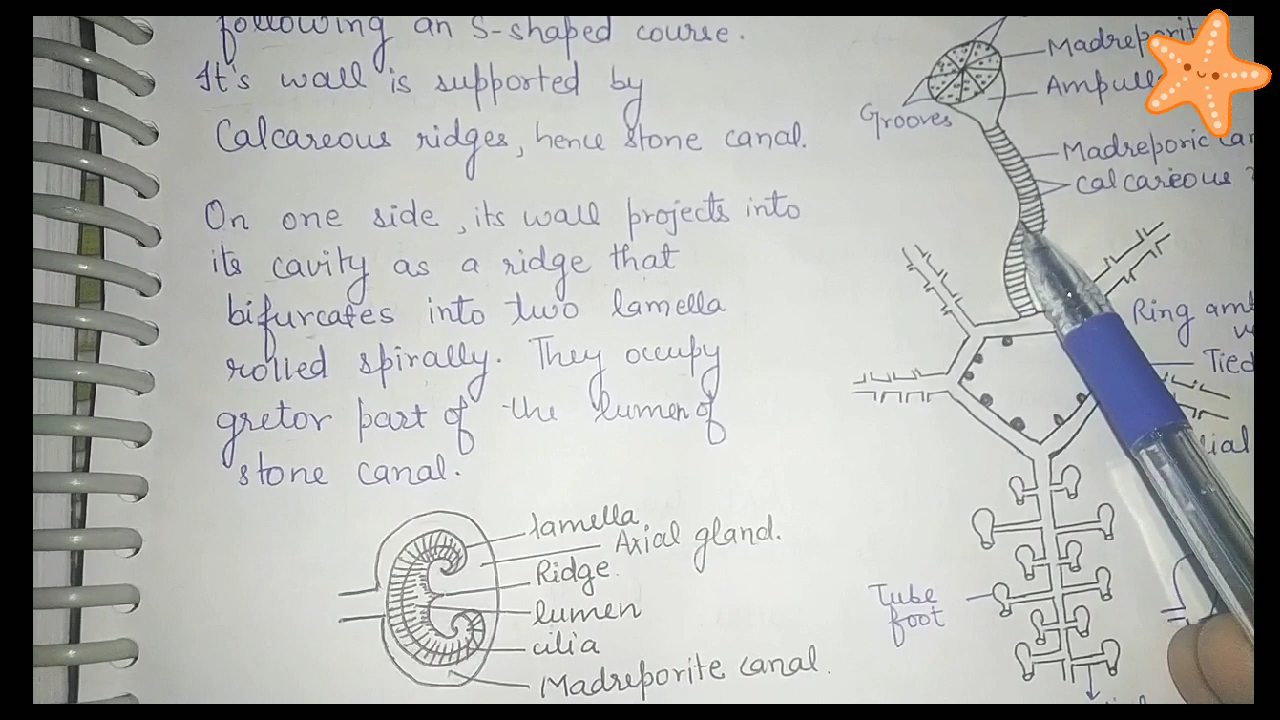 following an S-shaped course.
It's wall is supported by
Calcareous ridges, hence stone canal.
On one side, its wall projects into
its cavity as a ridge that
bifurcates into two lamella
rolled spirally. They occupy
gretor part of the lumen of
stone canal.
lamella
Axial gland.
Ridge.
lumen
cilia
Madreporite canal.
Madreporit
Ampull
Grooves
Madreporic can
calcareous
Ring amb
Tied
ial
Tube
foot